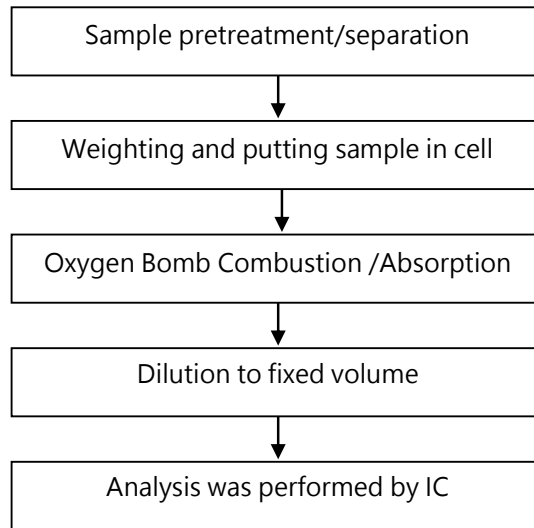 Sample pretreatment/separation
Weighting and putting sample in cell
Oxygen Bomb Combustion /Absorption
Dilution to fixed volume
Analysis was performed by IC